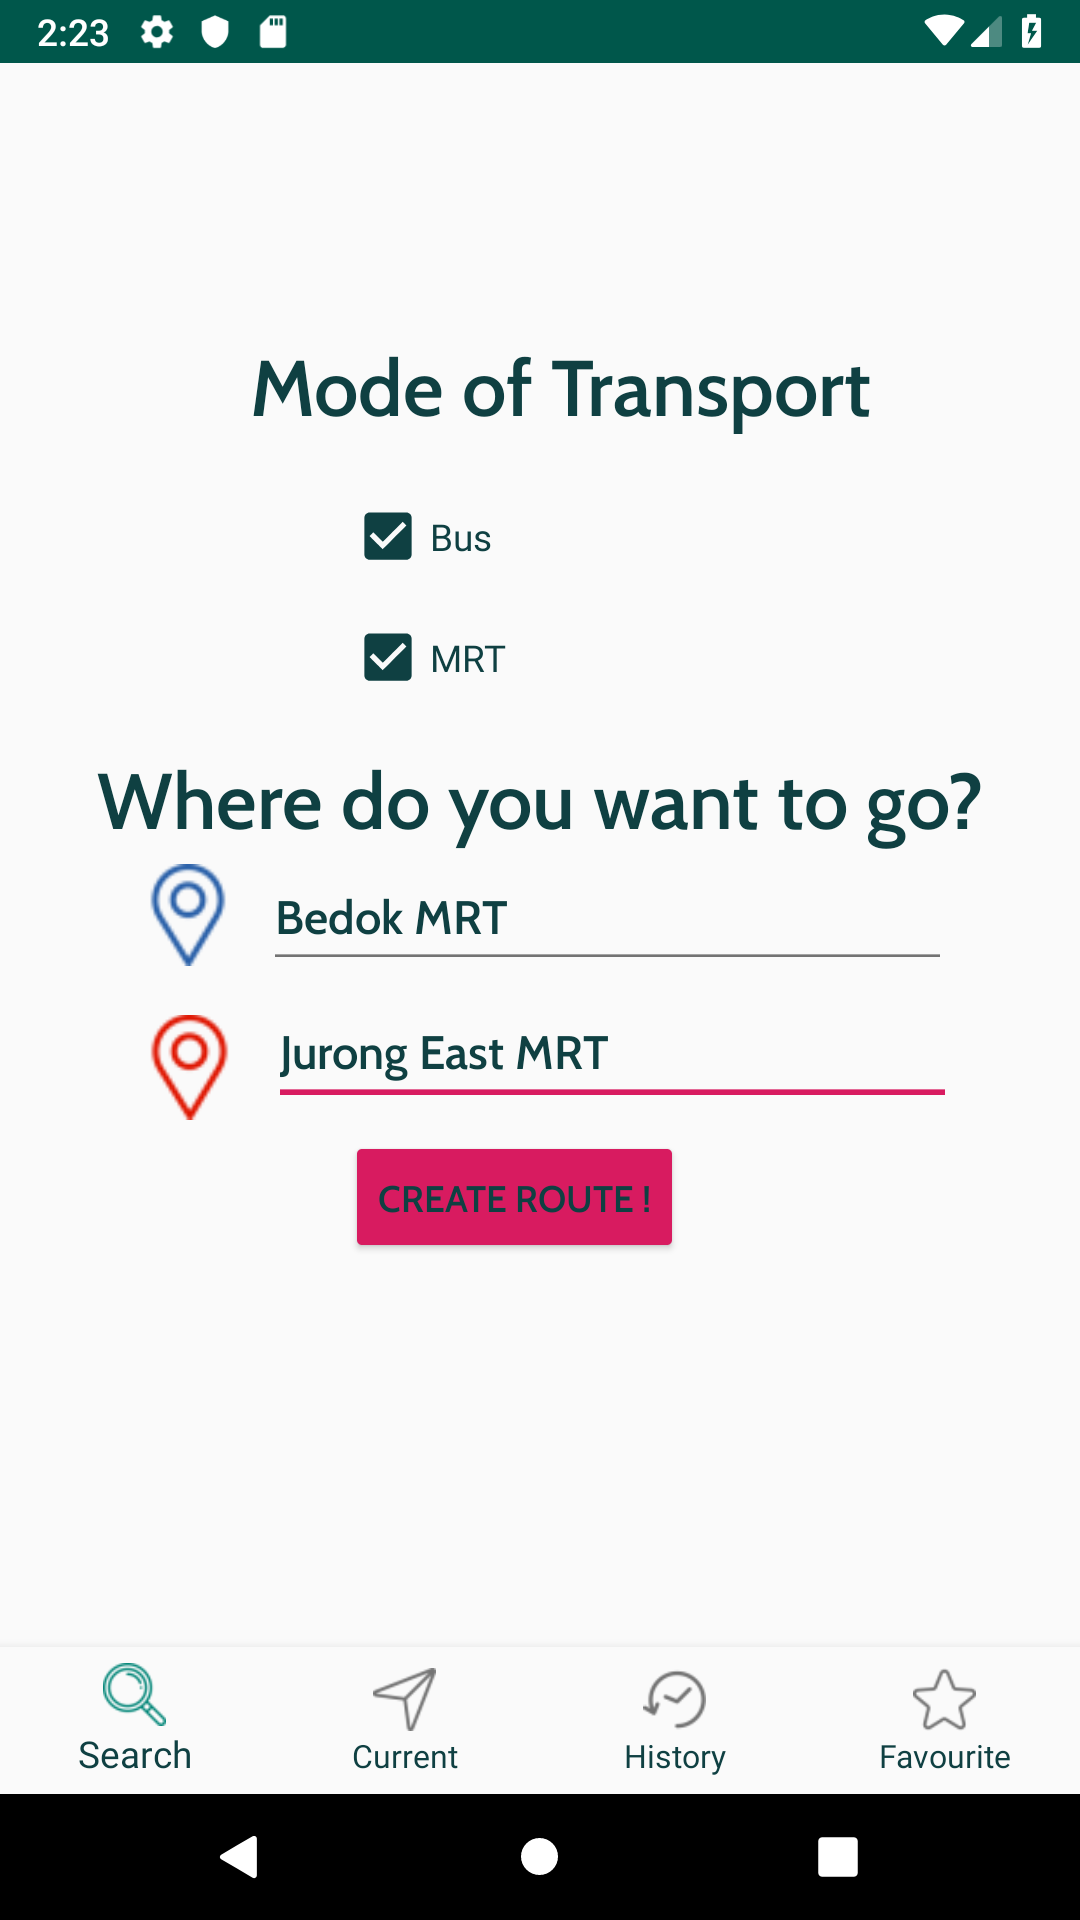 2:23
Mode of Transport
Bus
MRT
Where do you want to go?
Bedok MRT
Jurong East MRT
CREATE ROUTE !
Search
Current
History
Favourite